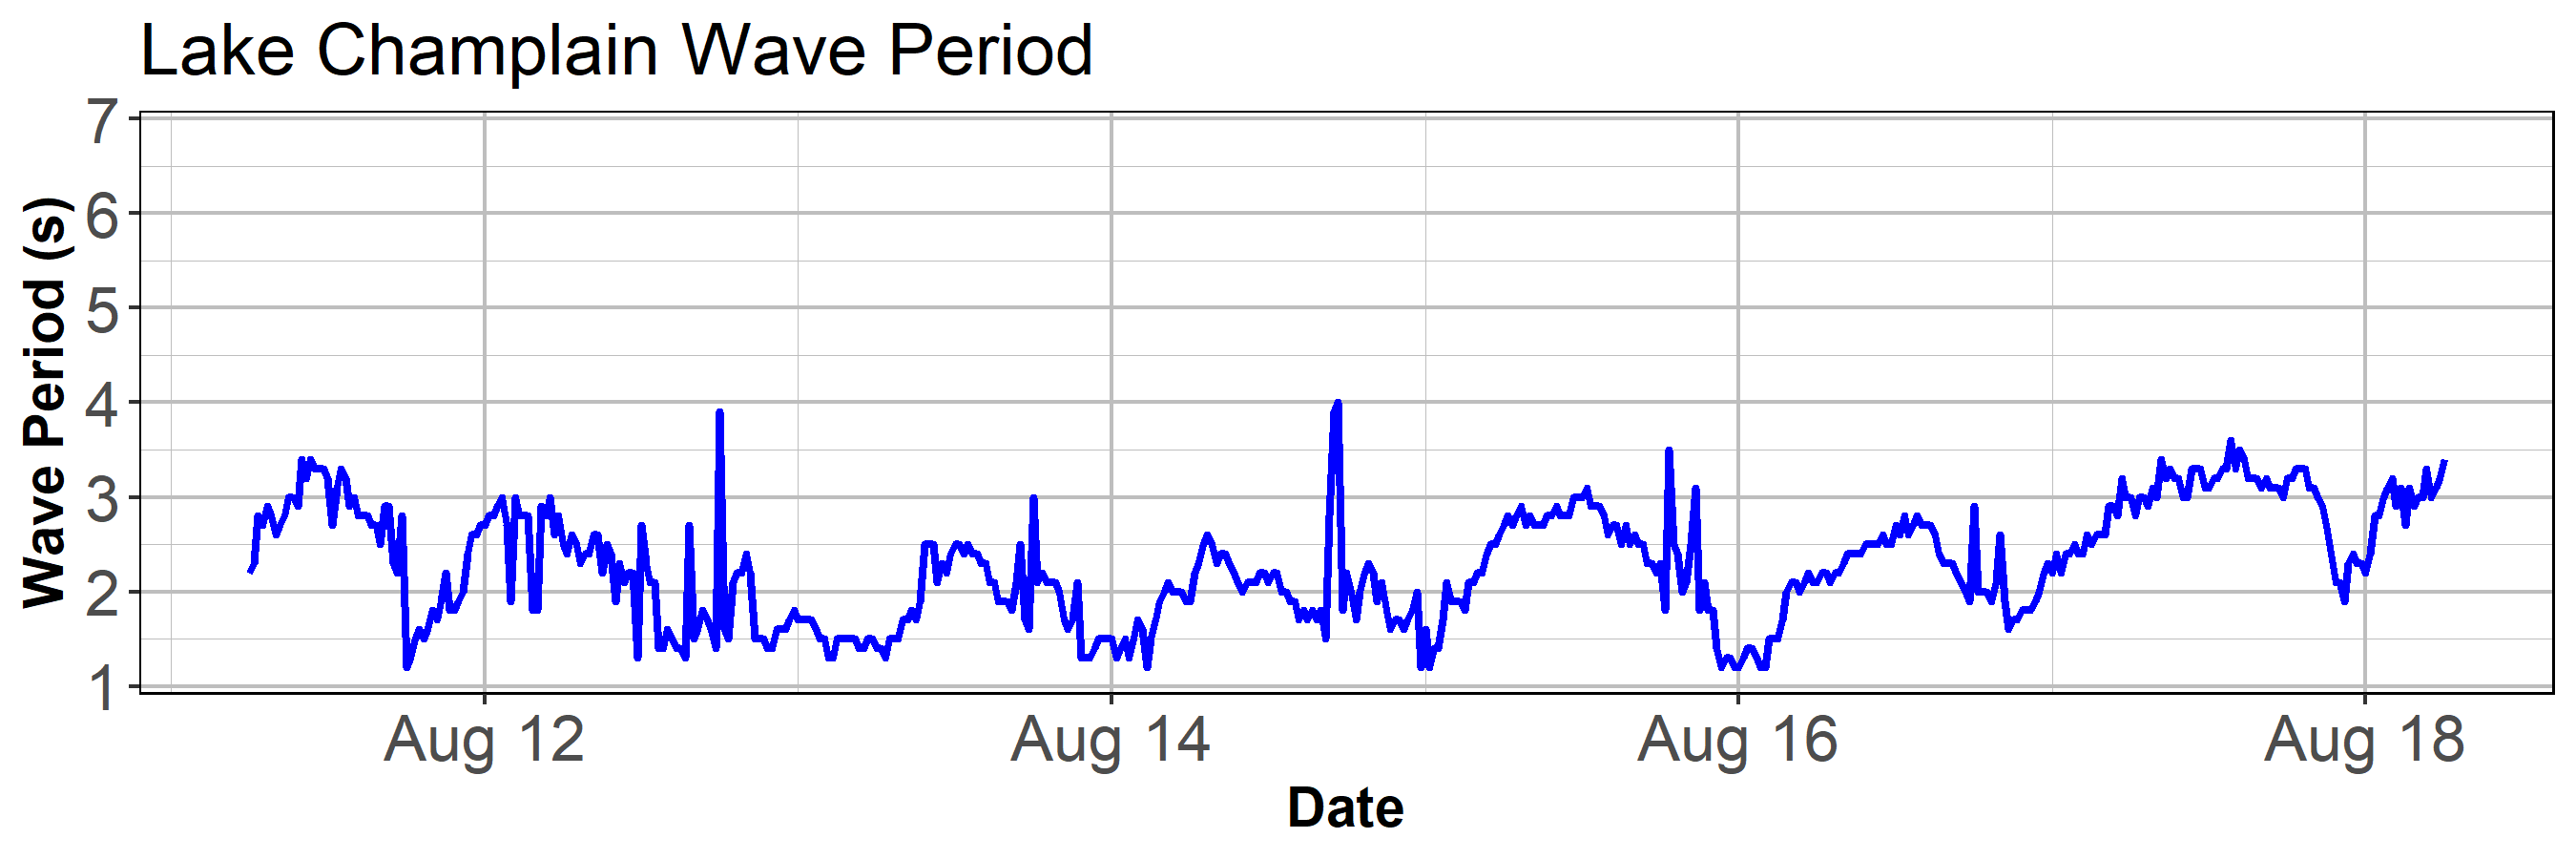 Lake Champlain Wave Period
Wave Period (s)
7
6
5
4
3
2
1
Aug 12
Aug 14
Aug 16
Aug 18
Date